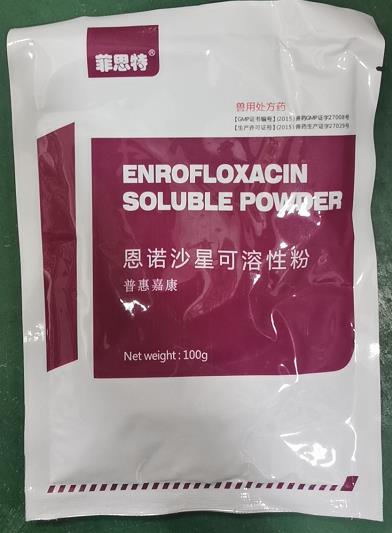 菲思特®
兽用处方药
【GMP证书编号】(2015)兽药GMP证字27008号
【生产许可证号】(2015)兽药生产证字27029号
ENROFLOXACIN
SOLUBLE POWDER
恩诺沙星可溶性粉
普惠嘉康
Net weight : 100g